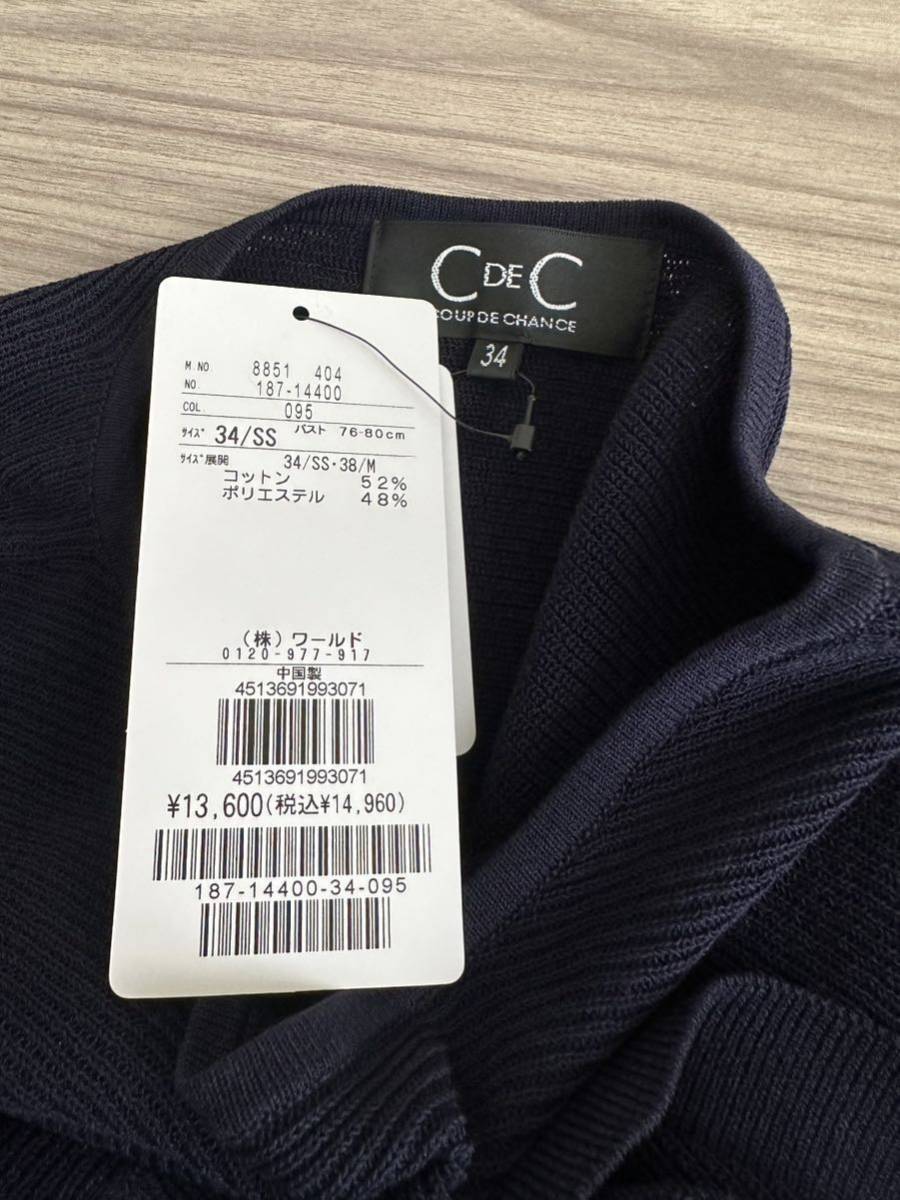 C DE C
COUP DE CHANCE
34
M.NO. 8851 404
NO. 187-14400
COL. 095
サイズ 34/SS バスト 76-80cm
サイズ展開 34/SS・38/M
コットン 52%
ポリエステル 48%
(株)ワールド
0120-977-917
中国製
4513691993071
4513691993071
¥13,600(税込¥14,960)
187-14400-34-095